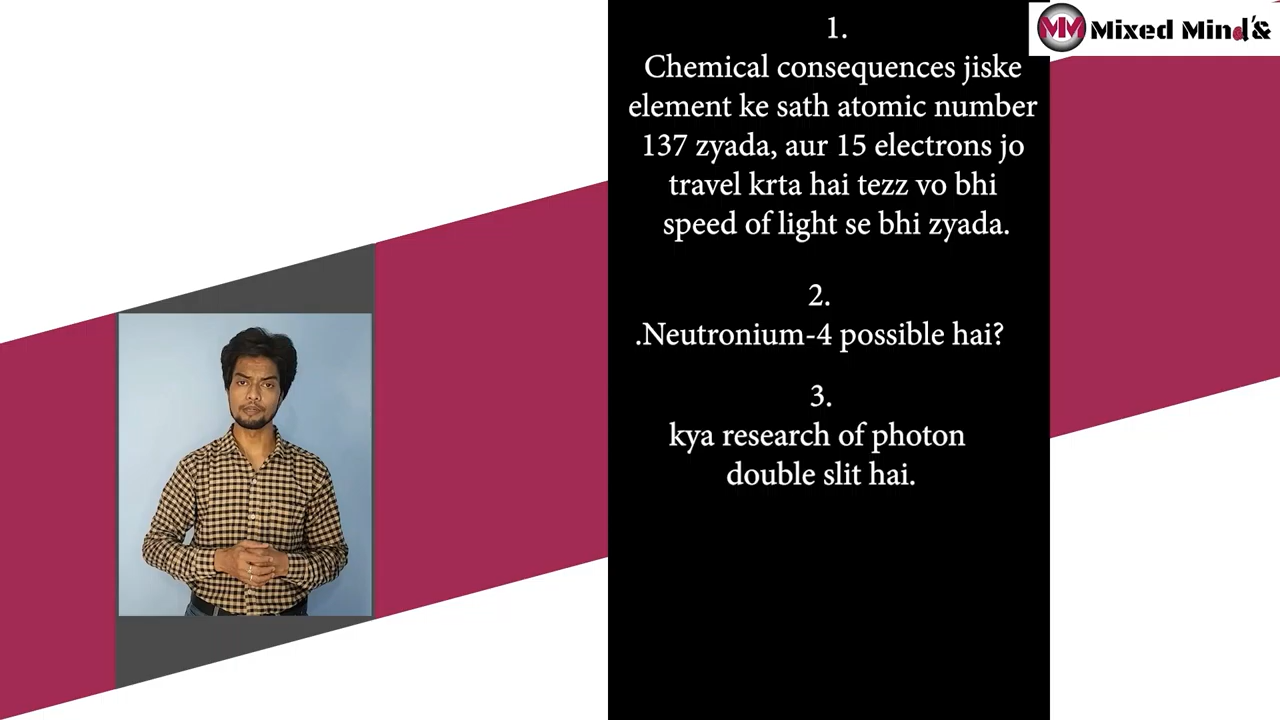 MM Mixed Mind's
1.
Chemical consequences jiske
element ke sath atomic number
137 zyada, aur 15 electrons jo
travel krta hai tezz vo bhi
speed of light se bhi zyada.
2.
.Neutronium-4 possible hai?
3.
kya research of photon
double slit hai.